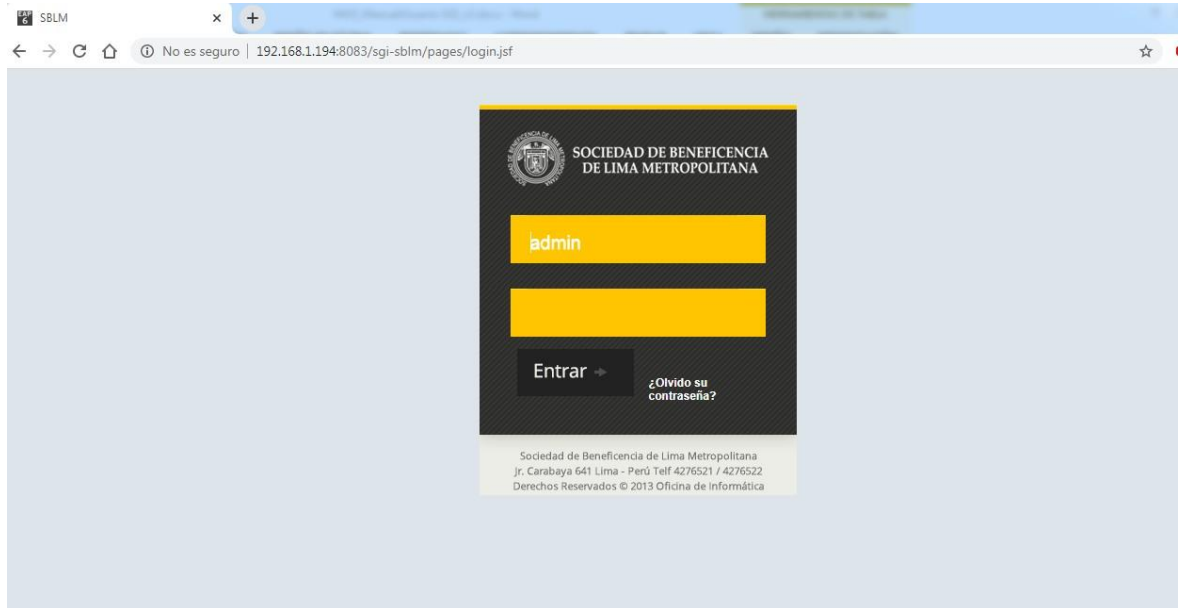 EAP
6
SBLM
No es seguro | 192.168.1.194:8083/sgi-sblm/pages/login.jsf
SOCIEDAD DE BENEFICENCIA
DE LIMA METROPOLITANA
admin
Entrar
¿Olvido su
contraseña?
Sociedad de Beneficencia de Lima Metropolitana
Jr. Carabaya 641 Lima - Perú Telf 4276521 / 4276522
Derechos Reservados © 2013 Oficina de Informática